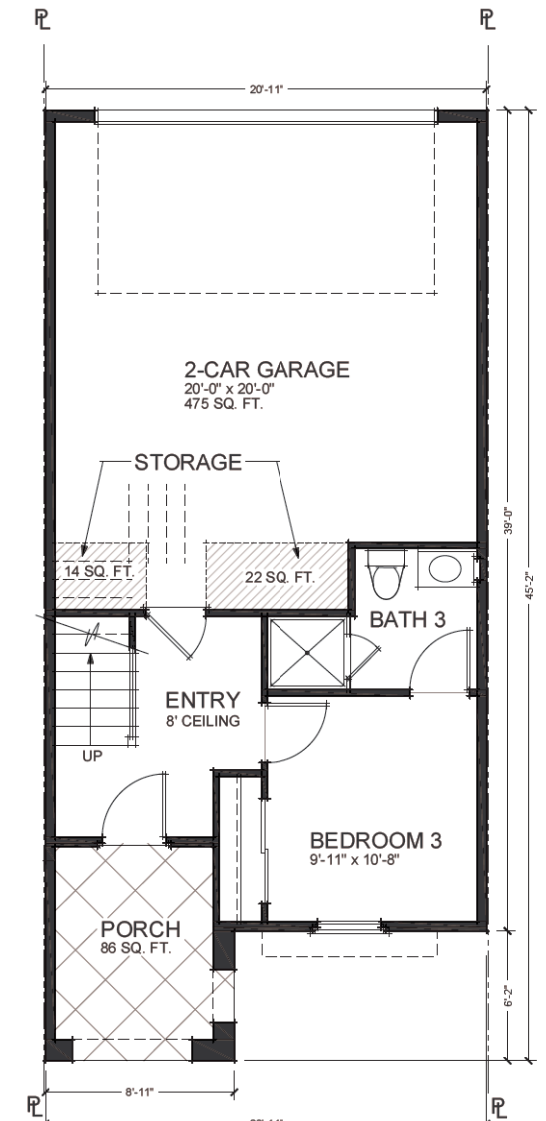 PL
PL
20'-11"
2-CAR GARAGE
20'-0" x 20'-0"
475 SQ. FT.
STORAGE
14 SQ. FT.
22 SQ. FT.
39'-0"
45'-2"
BATH 3
ENTRY
8' CEILING
UP
BEDROOM 3
9'-11" x 10'-8"
PORCH
86 SQ. FT.
6'-2"
8'-11"
PL
PL